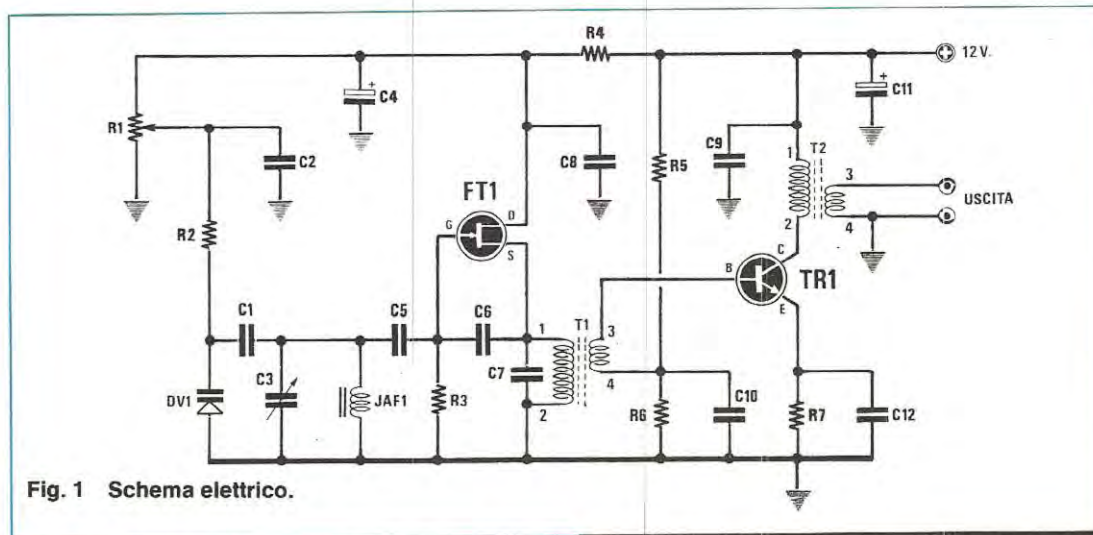 R4
12 V.
C4
C11
R1
C2
C8
C9
R5
1
T2
3
USCITA
2
4
FT1
D
G
S
R2
C
B
TR1
E
C1
C5
C6
1
T1
3
C3
C7
DV1
JAF1
R3
2
4
R6
C10
R7
C12
Fig. 1 Schema elettrico.